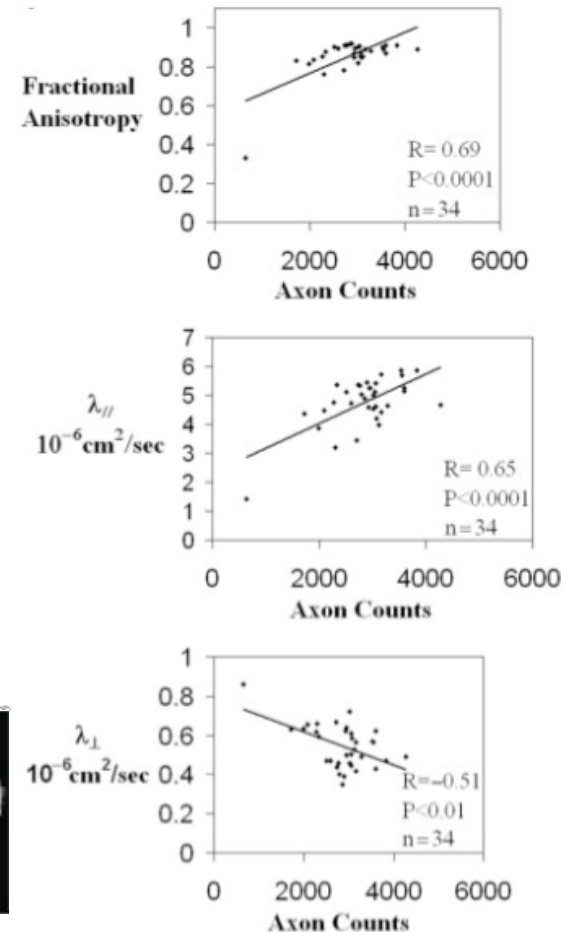 1
0.8
Fractional
Anisotropy
0.6
0.4
0.2
0
R= 0.69
P<0.0001
n=34
0 2000 4000 6000
Axon Counts
7
6
5
4
3
2
1
0
λ//
10⁻⁶cm²/sec
R= 0.65
P<0.0001
n=34
0 2000 4000 6000
Axon Counts
1
0.8
0.6
0.4
0.2
0
λ⊥
10⁻⁶cm²/sec
R=-0.51
P<0.01
n=34
0 2000 4000 6000
Axon Counts